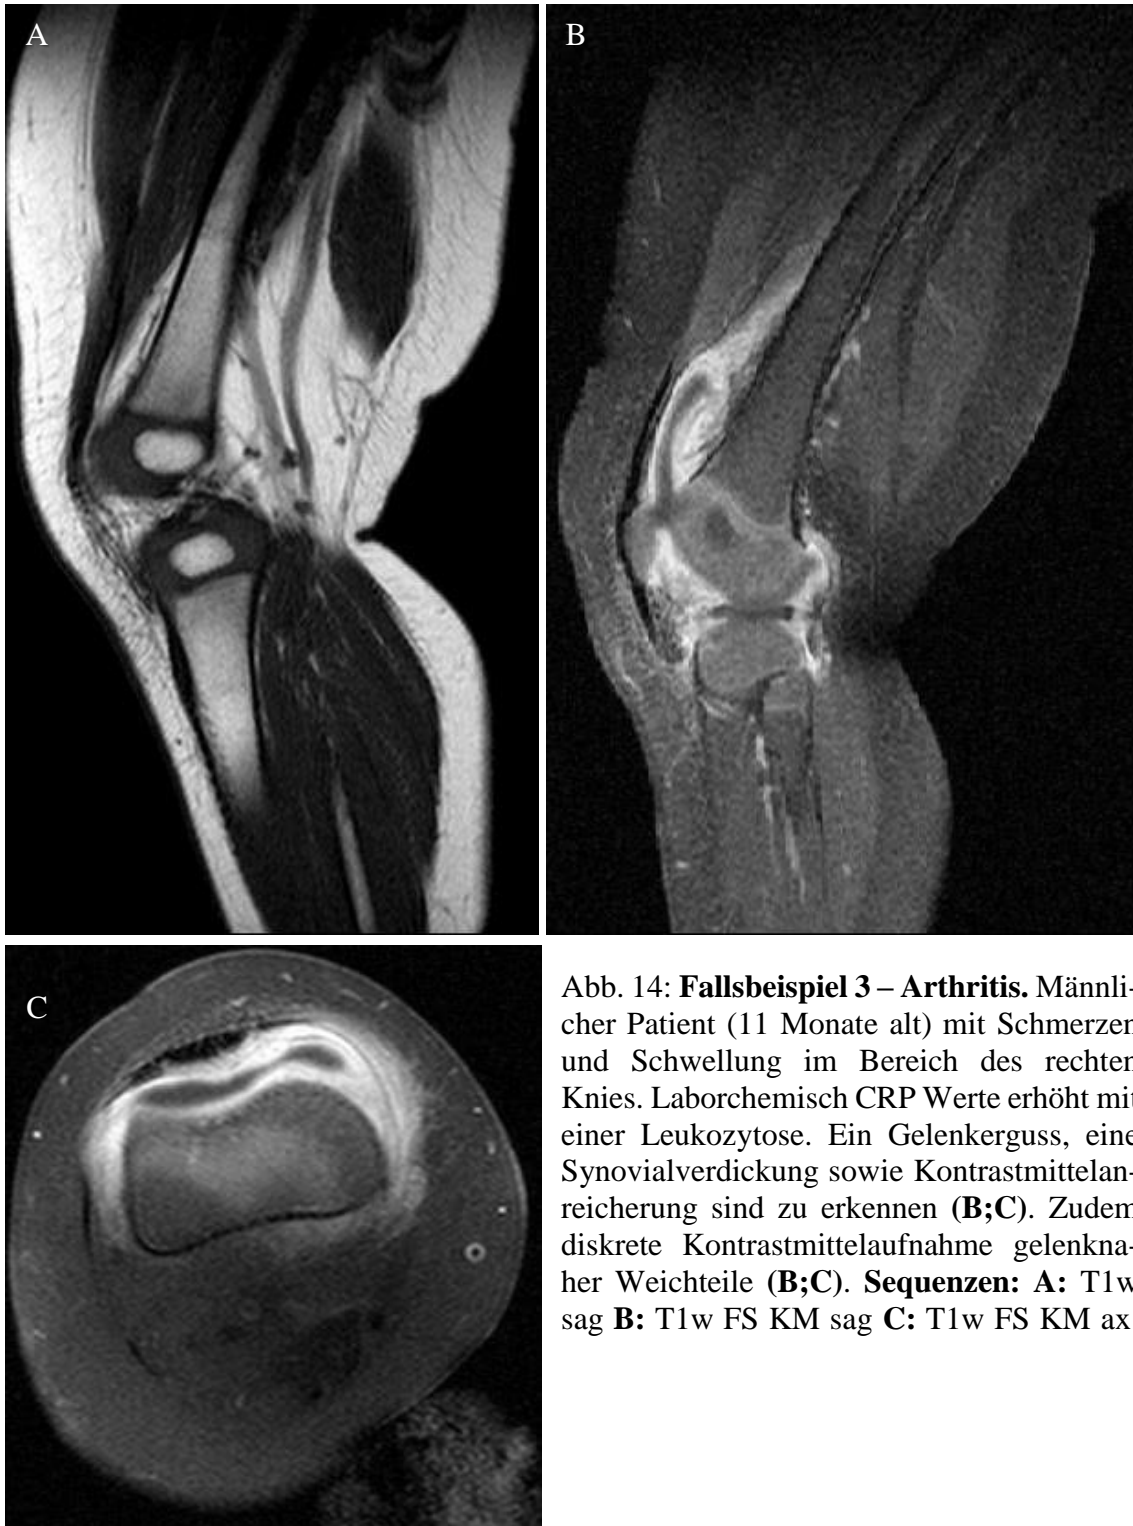 A
B
C
Abb. 14: Fallsbeispiel 3 – Arthritis. Männli-
cher Patient (11 Monate alt) mit Schmerzen
und Schwellung im Bereich des rechten
Knies. Laborchemisch CRP Werte erhöht mit
einer Leukozytose. Ein Gelenkerguss, eine
Synovialverdickung sowie Kontrastmittelan-
reicherung sind zu erkennen (B;C). Zudem
diskrete Kontrastmittelaufnahme gelenkna-
her Weichteile (B;C). Sequenzen: A: T1w
sag B: T1w FS KM sag C: T1w FS KM ax